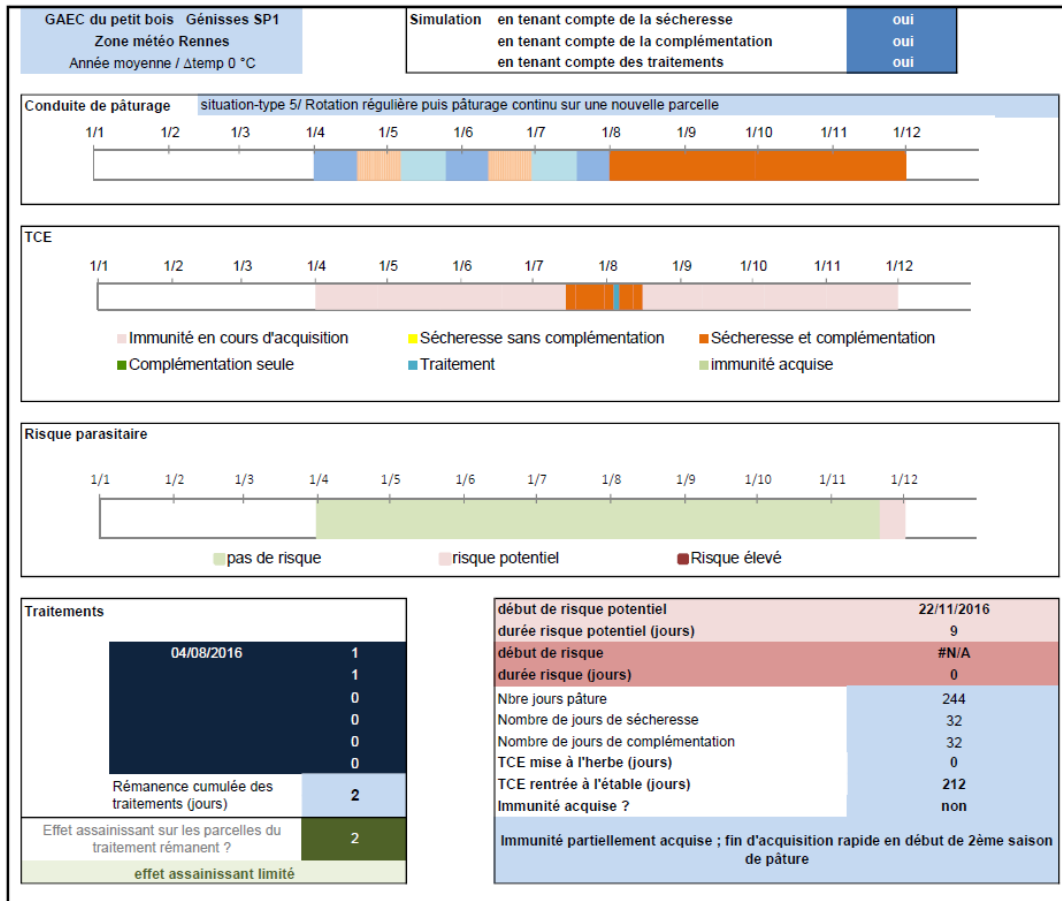 GAEC du petit bois Génisses SP1
Zone météo Rennes
Année moyenne / Δtemp 0 °C
Simulation en tenant compte de la sécheresse oui
en tenant compte de la complémentation oui
en tenant compte des traitements oui
Conduite de pâturage situation-type 5/ Rotation régulière puis pâturage continu sur une nouvelle parcelle
1/1 1/2 1/3 1/4 1/5 1/6 1/7 1/8 1/9 1/10 1/11 1/12
TCE
1/1 1/2 1/3 1/4 1/5 1/6 1/7 1/8 1/9 1/10 1/11 1/12
Immunité en cours d'acquisition Sécheresse sans complémentation Sécheresse et complémentation
Complémentation seule Traitement immunité acquise
Risque parasitaire
1/1 1/2 1/3 1/4 1/5 1/6 1/7 1/8 1/9 1/10 1/11 1/12
pas de risque risque potentiel Risque élevé
Traitements
04/08/2016 1
1
0
0
0
0
Rémanence cumulée des
traitements (jours) 2
Effet assainissant sur les parcelles du
traitement rémanent ? 2
effet assainissant limité
début de risque potentiel 22/11/2016
durée risque potentiel (jours) 9
début de risque #N/A
durée risque (jours) 0
Nbre jours pâture 244
Nombre de jours de sécheresse 32
Nombre de jours de complémentation 32
TCE mise à l'herbe (jours) 0
TCE rentrée à l'étable (jours) 212
Immunité acquise ? non
Immunité partiellement acquise ; fin d'acquisition rapide en début de 2ème saison
de pâture